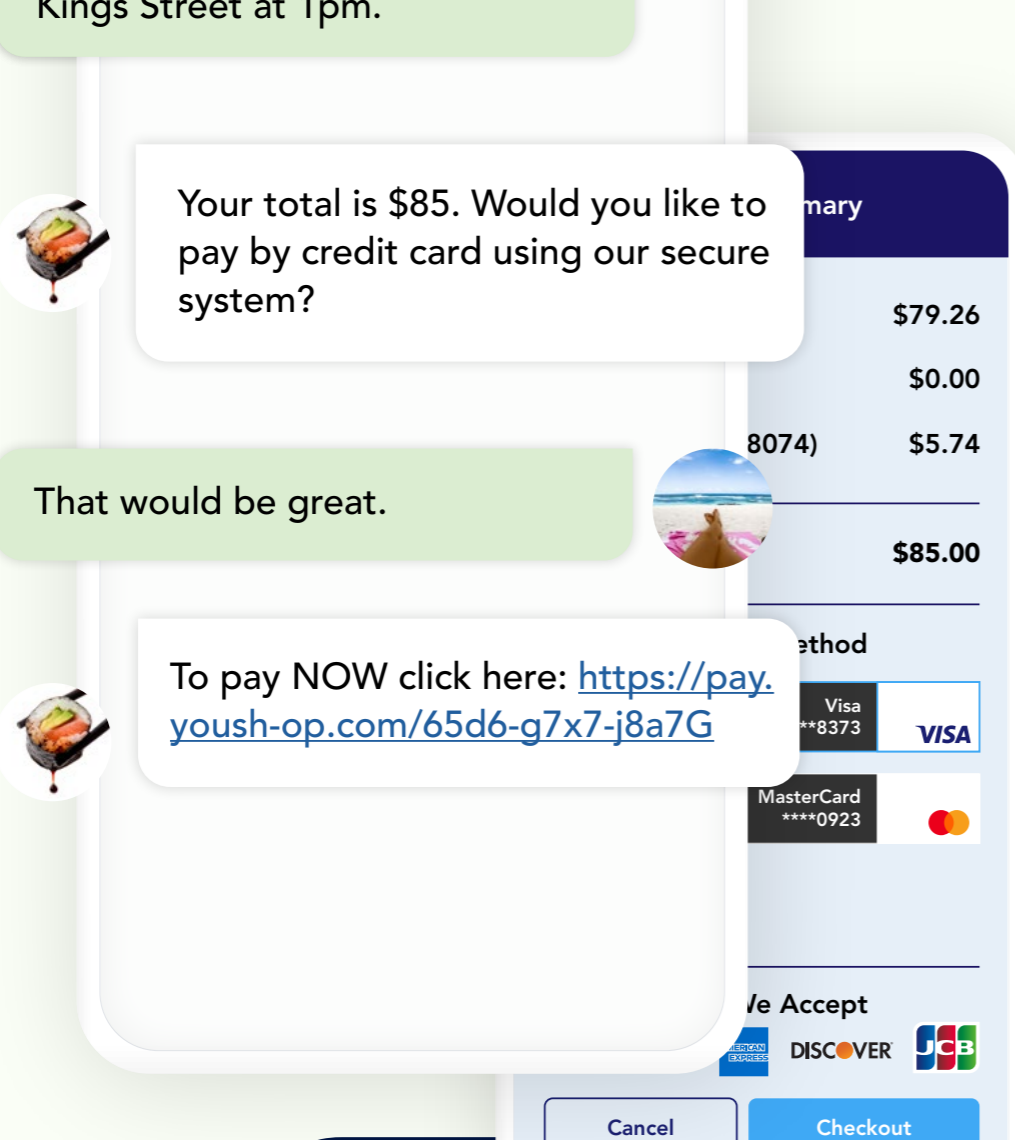 Kings Street at 1pm.
Your total is $85. Would you like to
pay by credit card using our secure
system?
That would be great.
To pay NOW click here: https://pay.
yoush-op.com/65d6-g7x7-j8a7G
mary
$79.26
$0.00
8074) $5.74
$85.00
ethod
Visa
**8373
VISA
MasterCard
****0923
We Accept
AMERICAN
EXPRESS
DISCOVER
JCB
Cancel
Checkout